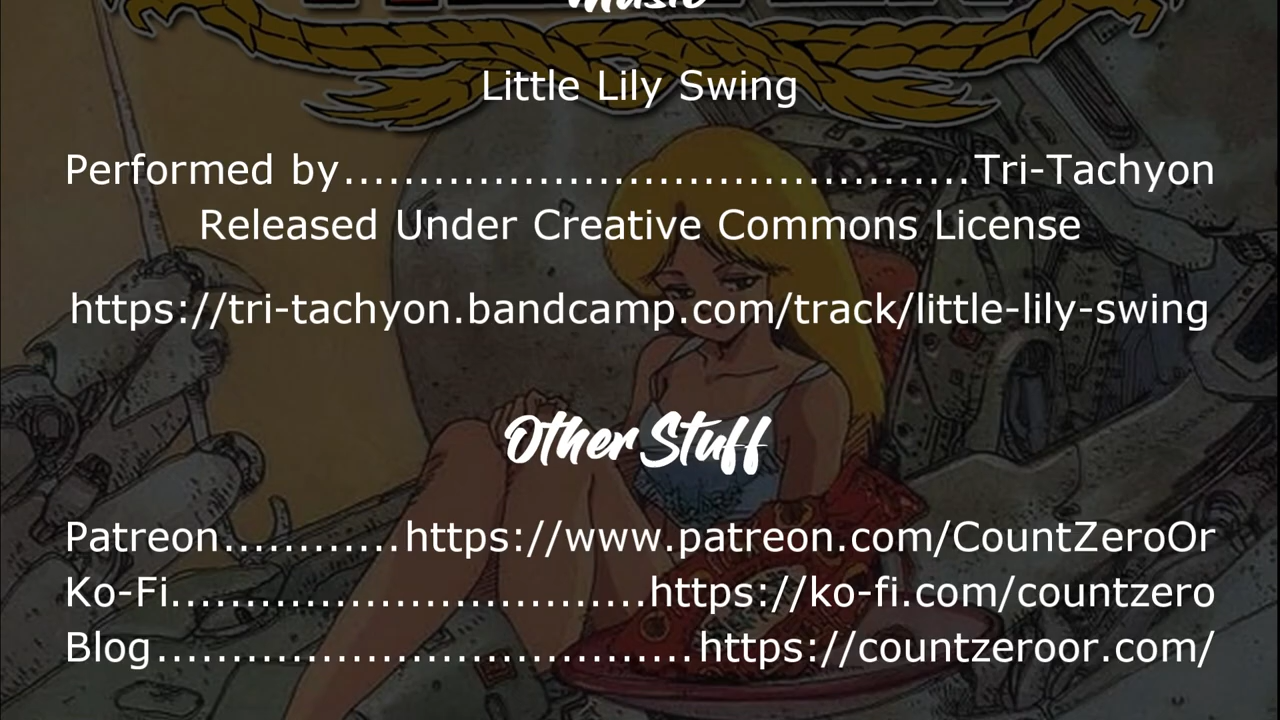 Music
Little Lily Swing
Performed by..........................................Tri-Tachyon
Released Under Creative Commons License
https://tri-tachyon.bandcamp.com/track/little-lily-swing
Other Stuff
Patreon............https://www.patreon.com/CountZeroOr
Ko-Fi................................https://ko-fi.com/countzero
Blog....................................https://countzeroor.com/